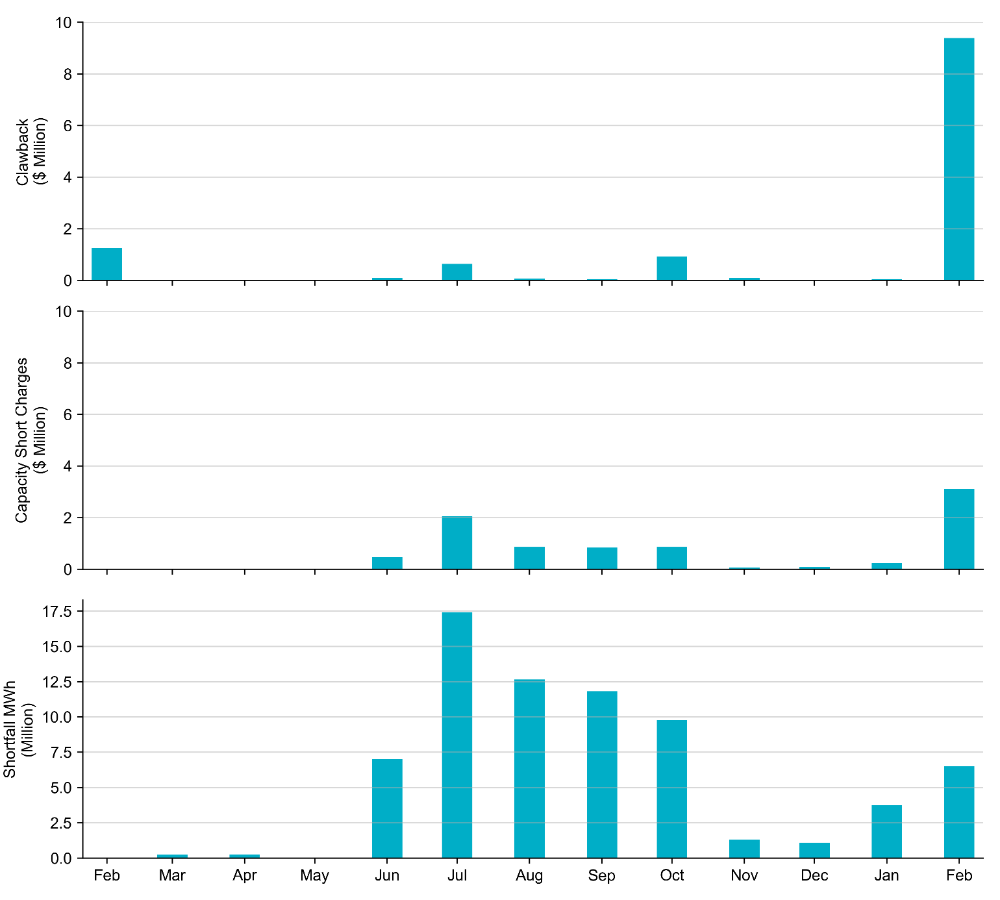 10
8
6
4
2
0
Clawback
($ Million)
10
8
6
4
2
0
Capacity Short Charges
($ Million)
17.5
15.0
12.5
10.0
7.5
5.0
2.5
0.0
Shortfall MWh
(Million)
Feb Mar Apr May Jun Jul Aug Sep Oct Nov Dec Jan Feb